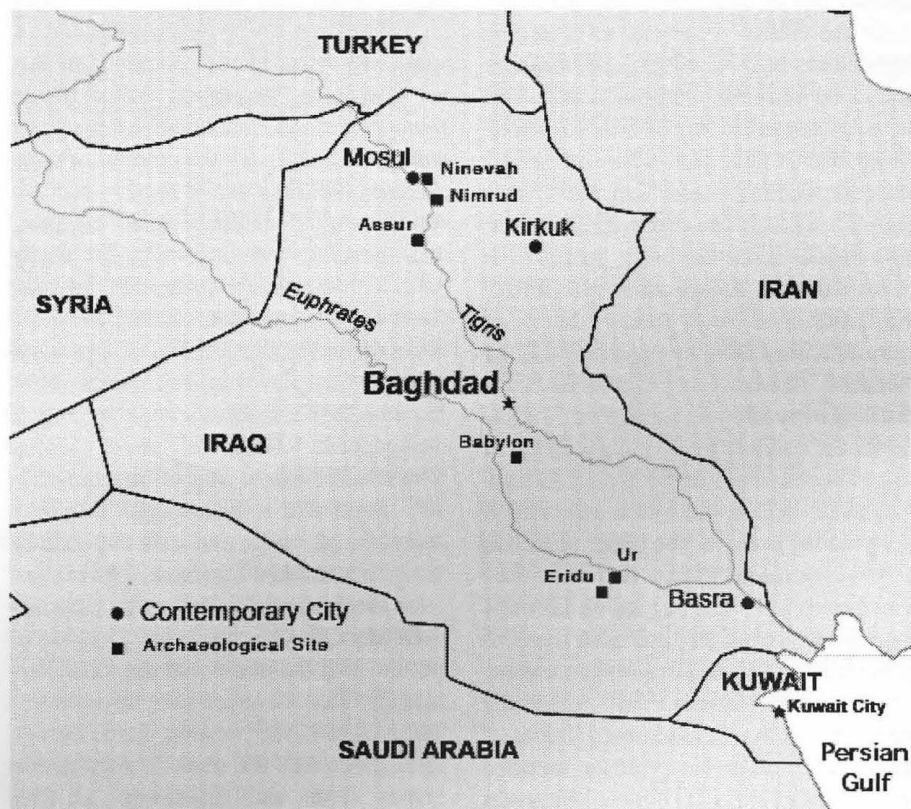 TURKEY
Mosul
Ninevah
Nimrud
Assur
Kirkuk
SYRIA
IRAN
Euphrates
Tigris
Baghdad
IRAQ
Babylon
Ur
Eridu
Basra
Contemporary City
Archaeological Site
KUWAIT
Kuwait City
SAUDI ARABIA
Persian
Gulf